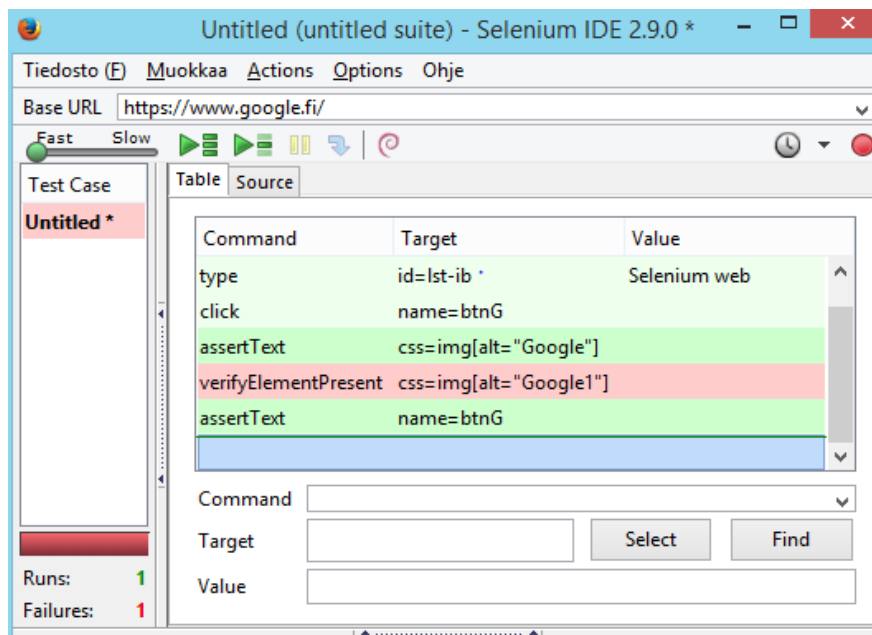 Untitled (untitled suite) - Selenium IDE 2.9.0 *
Tiedosto (F) Muokkaa Actions Options Ohje
Base URL https://www.google.fi/
Fast Slow
Test Case
Untitled *
Table Source
Command Target Value
type id=lst-ib * Selenium web
click name=btnG
assertText css=img[alt="Google"]
verifyElementPresent css=img[alt="Google1"]
assertText name=btnG
Command
Target Select Find
Value
Runs: 1
Failures: 1